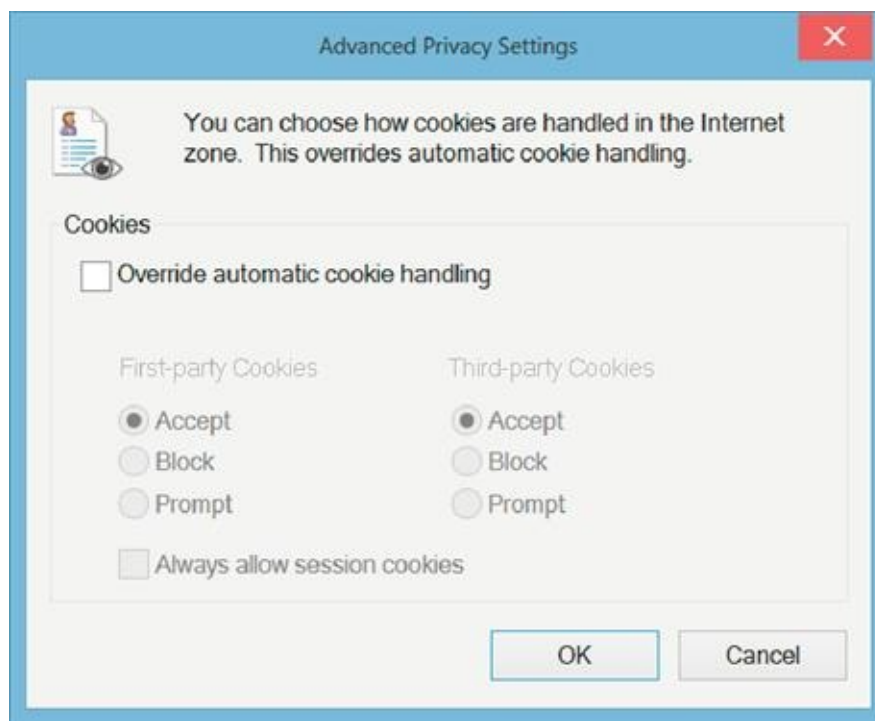 Advanced Privacy Settings
You can choose how cookies are handled in the Internet
zone. This overrides automatic cookie handling.
Cookies
Override automatic cookie handling
First-party Cookies
Third-party Cookies
Accept
Accept
Block
Block
Prompt
Prompt
Always allow session cookies
OK
Cancel